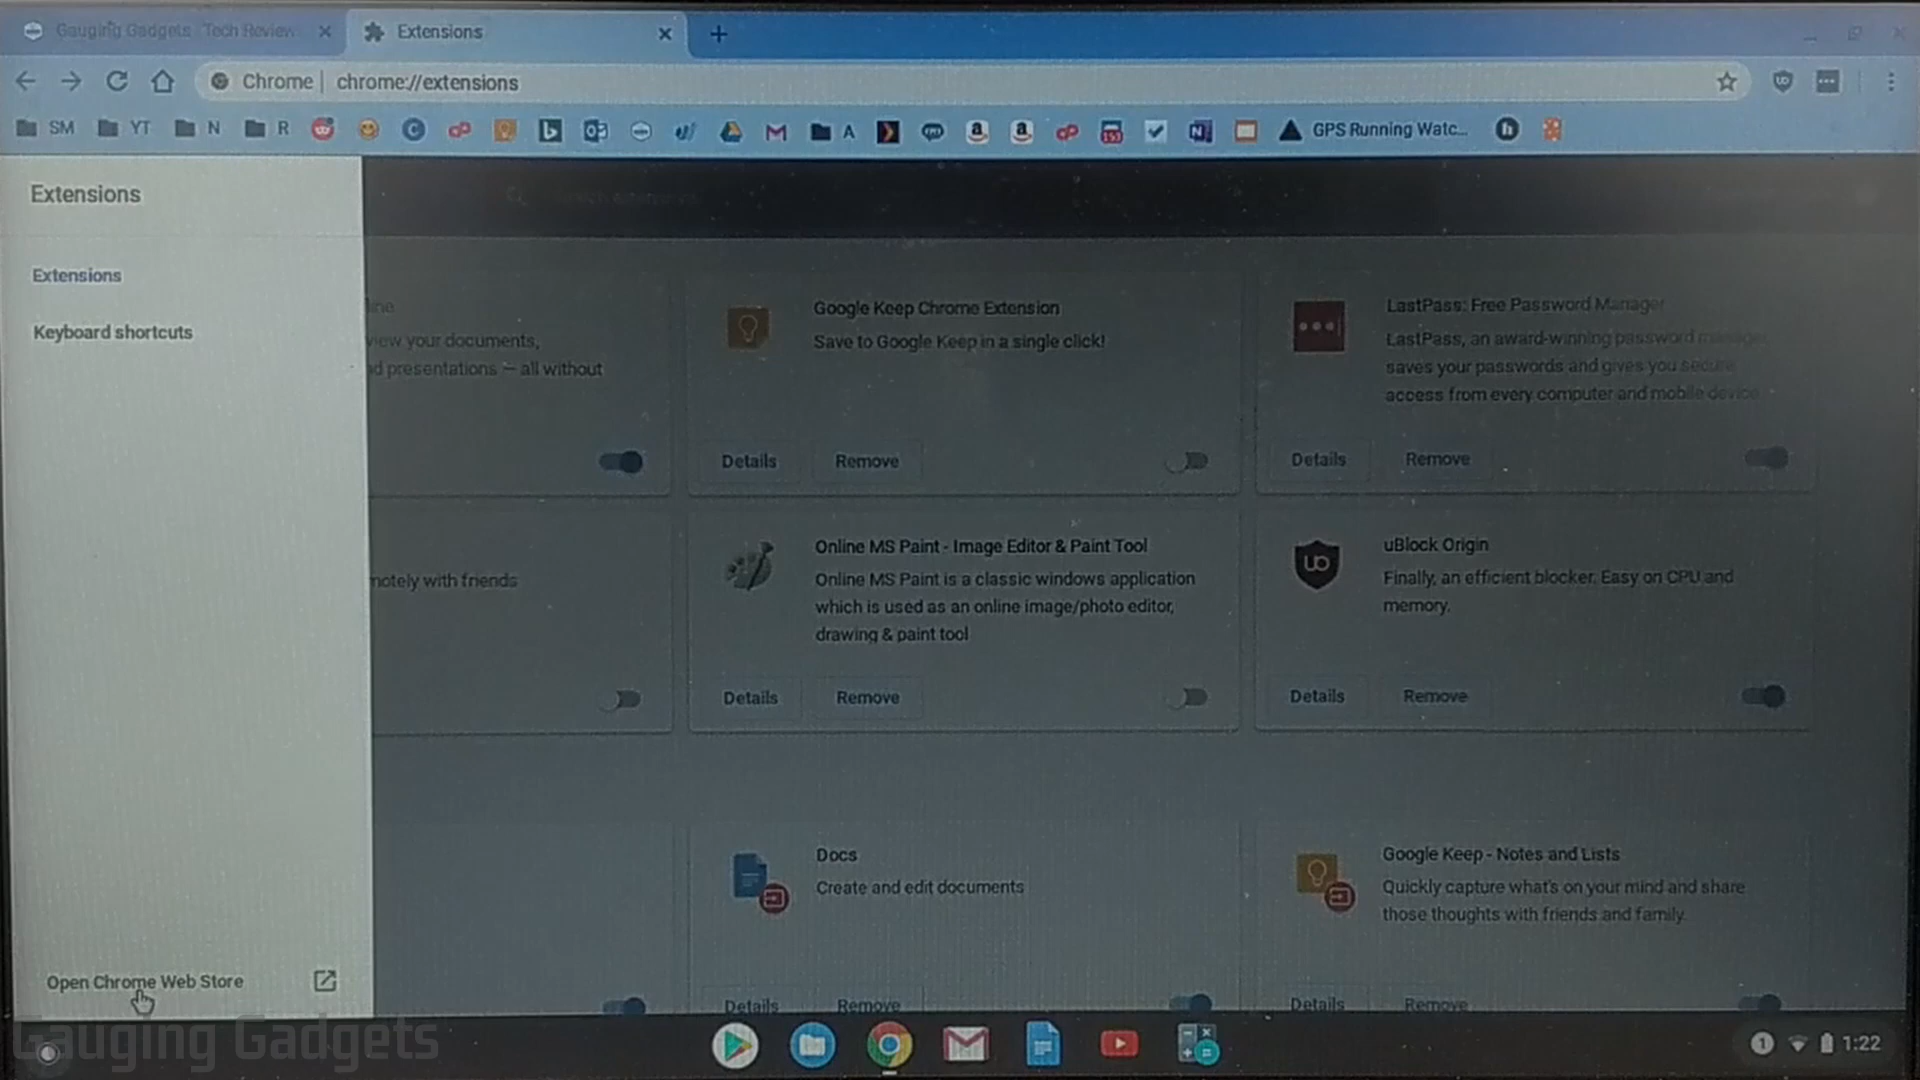 Gauging Gadgets - Tech Review
Extensions
Chrome | chrome://extensions
SM
YT
N
R
A
GPS Running Watc...
Extensions
Extensions
Keyboard shortcuts
Open Chrome Web Store
line
view your documents,
d presentations — all without
Google Keep Chrome Extension
Save to Google Keep in a single click!
Details Remove
LastPass: Free Password Manager
LastPass, an award-winning password manager,
saves your passwords and gives you secure
access from every computer and mobile device.
Details Remove
motely with friends
Online MS Paint - Image Editor & Paint Tool
Online MS Paint is a classic windows application
which is used as an online image/photo editor,
drawing & paint tool
Details Remove
uBlock Origin
Finally, an efficient blocker. Easy on CPU and
memory.
Details Remove
Docs
Create and edit documents
Details Remove
Google Keep - Notes and Lists
Quickly capture what's on your mind and share
those thoughts with friends and family.
Details Remove
Gauging Gadgets
1
1:22